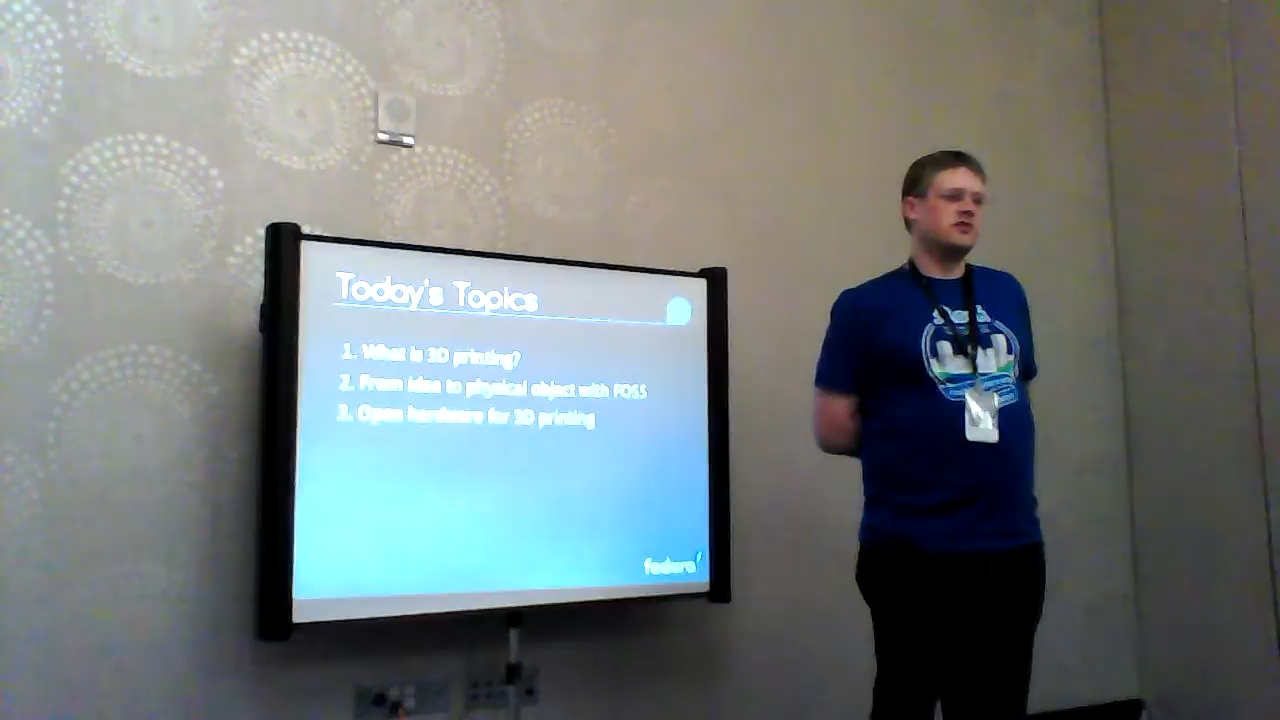 Today's Topics
1. What is 3D printing?
2. From idea to physical object with FOSS
3. Open hardware for 3D printing
fedora